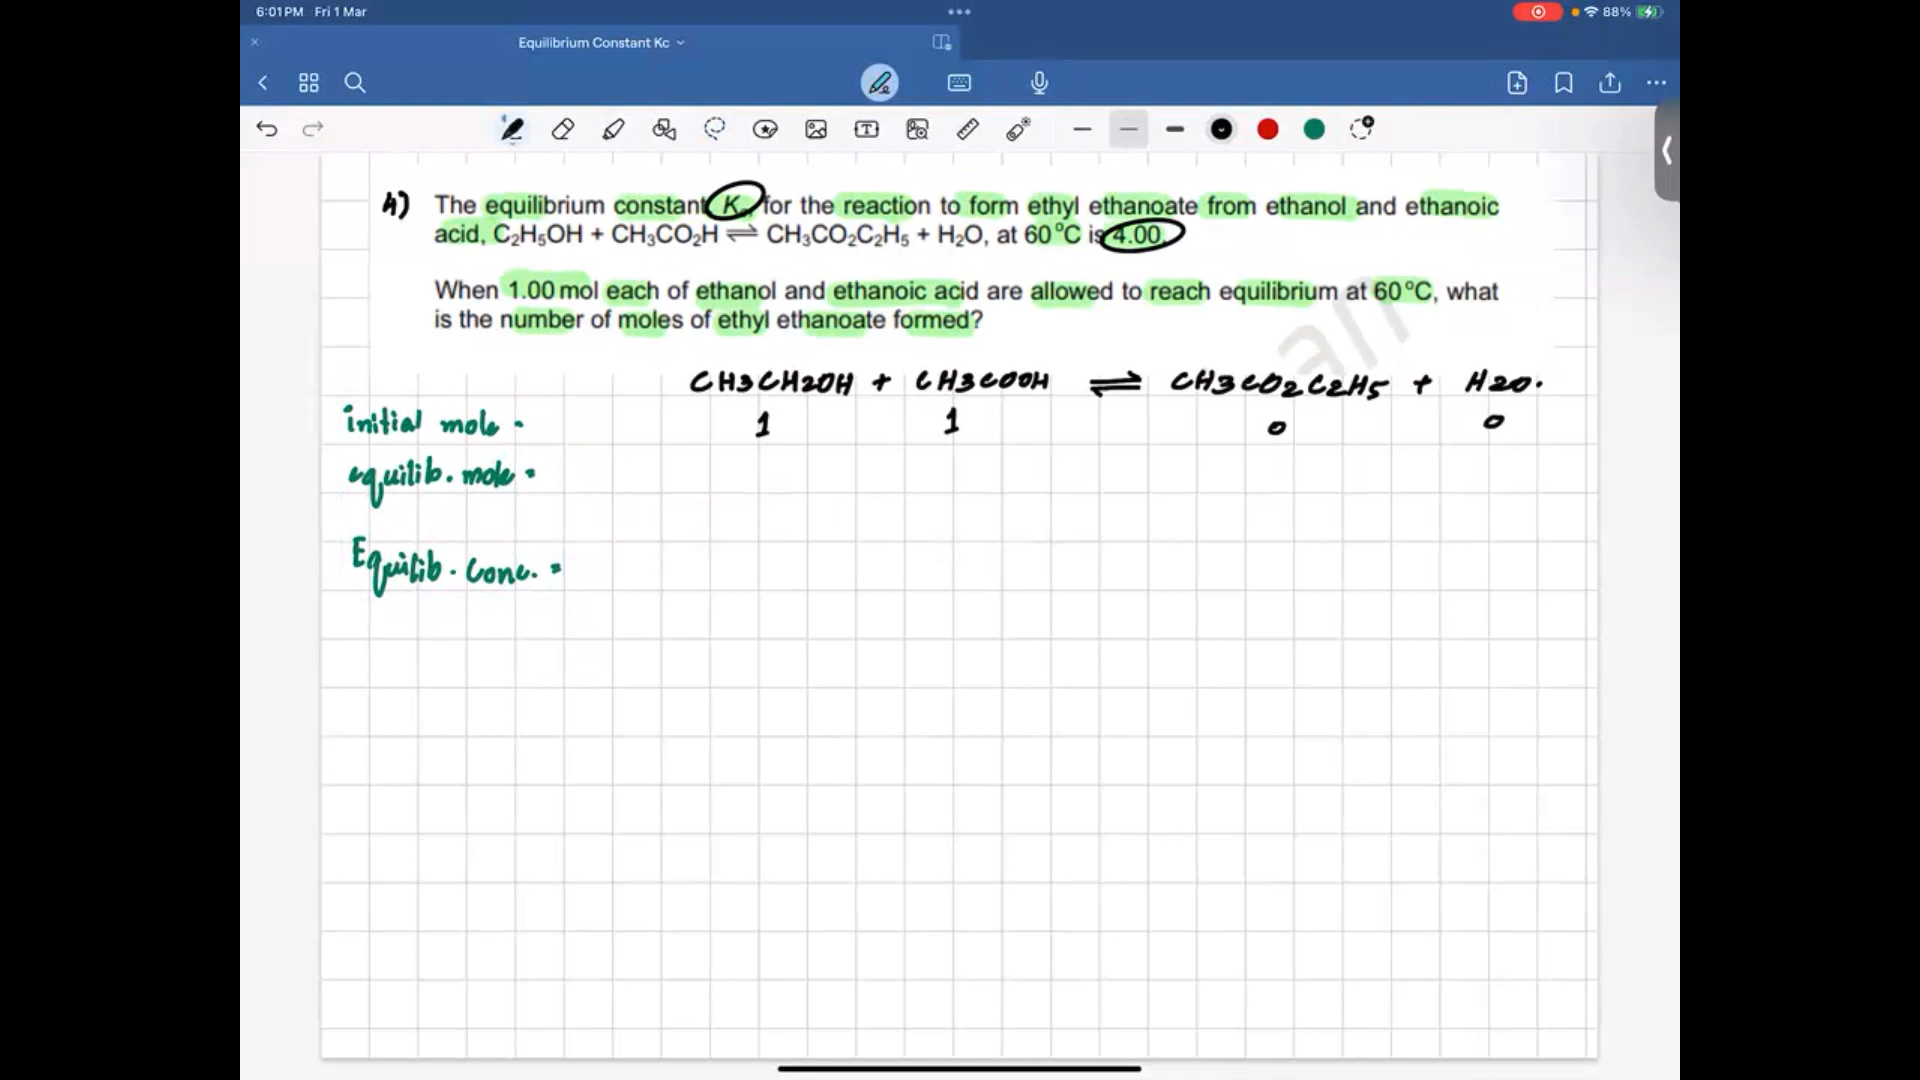 6:01PM Fri 1 Mar
88%
Equilibrium Constant Kc
4) The equilibrium constant, Kc, for the reaction to form ethyl ethanoate from ethanol and ethanoic
acid, C₂H₅OH + CH₃CO₂H ⇌ CH₃CO₂C₂H₅ + H₂O, at 60 °C is 4.00.
When 1.00 mol each of ethanol and ethanoic acid are allowed to reach equilibrium at 60 °C, what
is the number of moles of ethyl ethanoate formed?
CH3CH2OH + CH3COOH ⇌ CH3CO2C2H5 + H2O.
initial mole - 1 1 0 0
equilib. mole -
Equilib. Conc. =